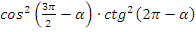 cos² (3π/2 − α) · ctg² (2π − α)